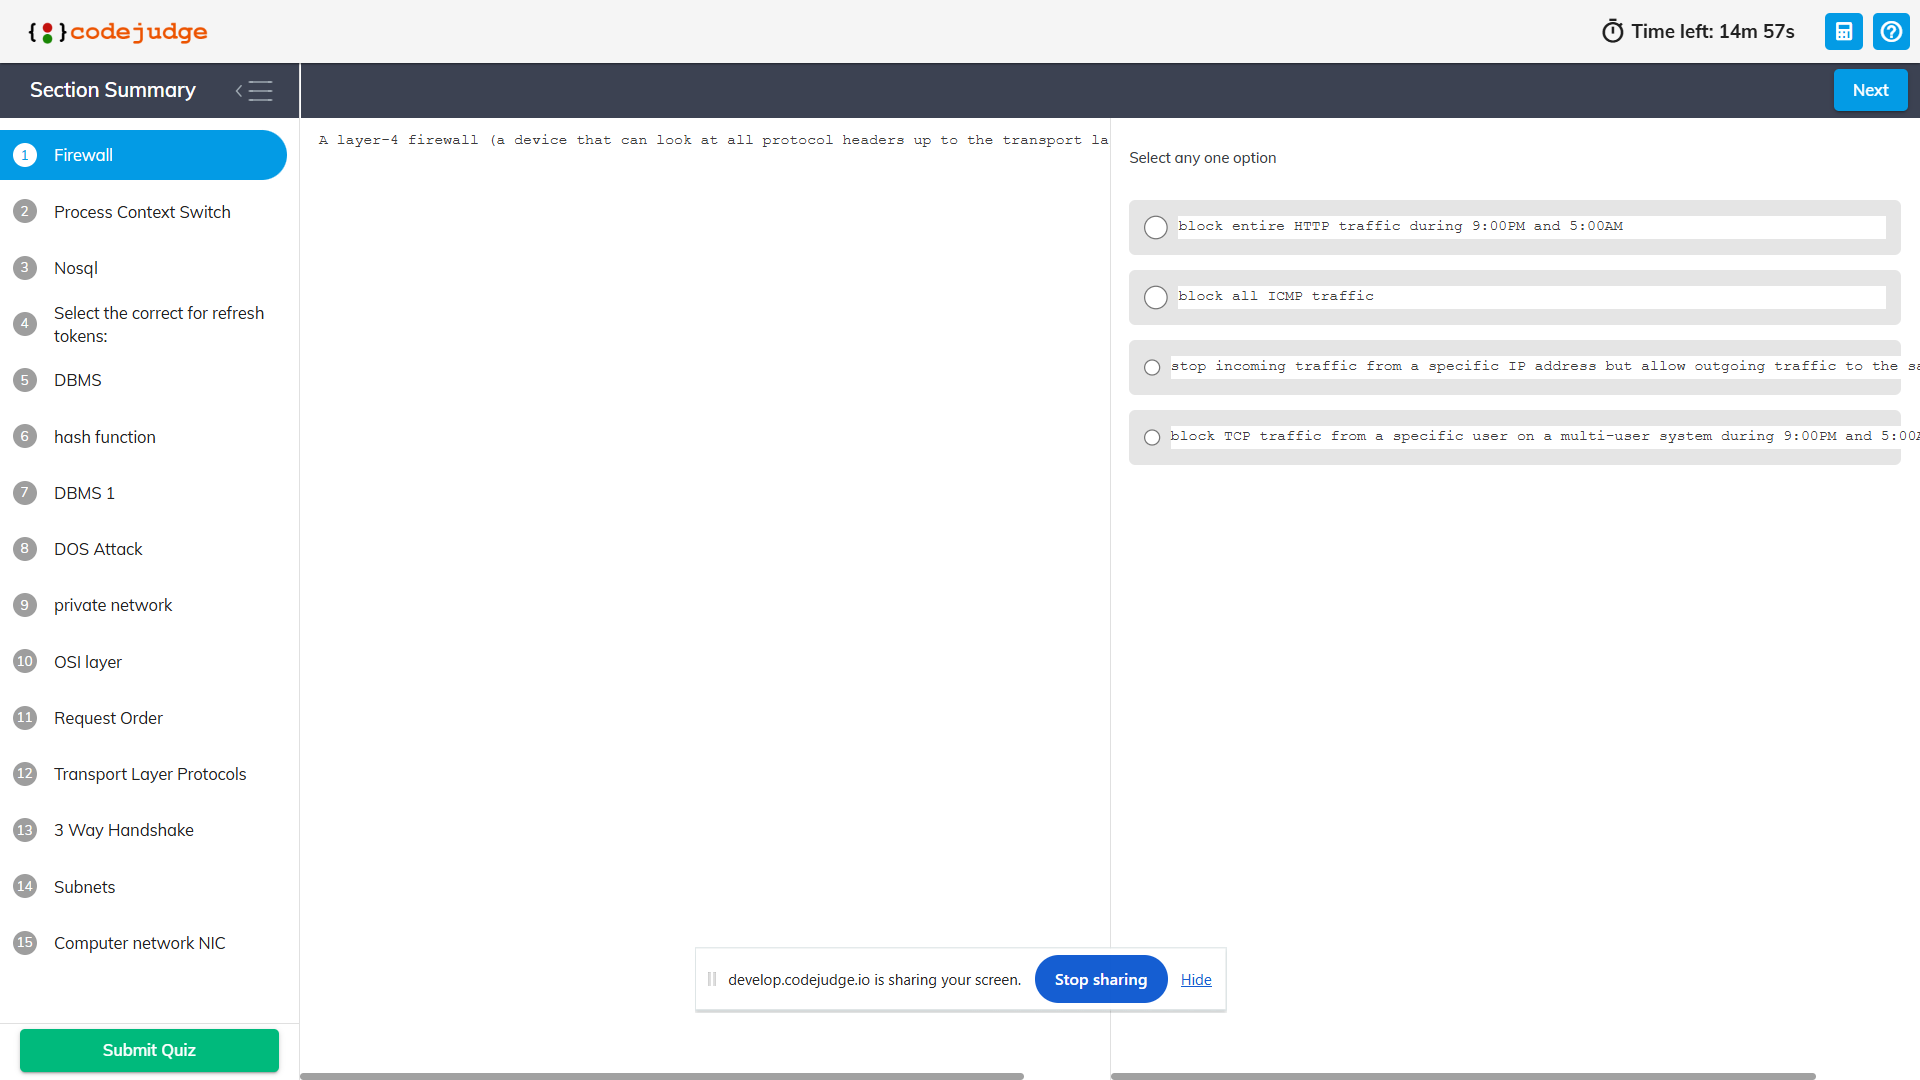 { }codejudge
Time left: 14m 57s
Section Summary
Next
1 Firewall
2 Process Context Switch
3 Nosql
4 Select the correct for refresh
tokens:
5 DBMS
6 hash function
7 DBMS 1
8 DOS Attack
9 private network
10 OSI layer
11 Request Order
12 Transport Layer Protocols
13 3 Way Handshake
14 Subnets
15 Computer network NIC
Submit Quiz
A layer-4 firewall (a device that can look at all protocol headers up to the transport la
Select any one option
block entire HTTP traffic during 9:00PM and 5:00AM
block all ICMP traffic
stop incoming traffic from a specific IP address but allow outgoing traffic to the sa
block TCP traffic from a specific user on a multi-user system during 9:00PM and 5:00A
develop.codejudge.io is sharing your screen.
Stop sharing
Hide